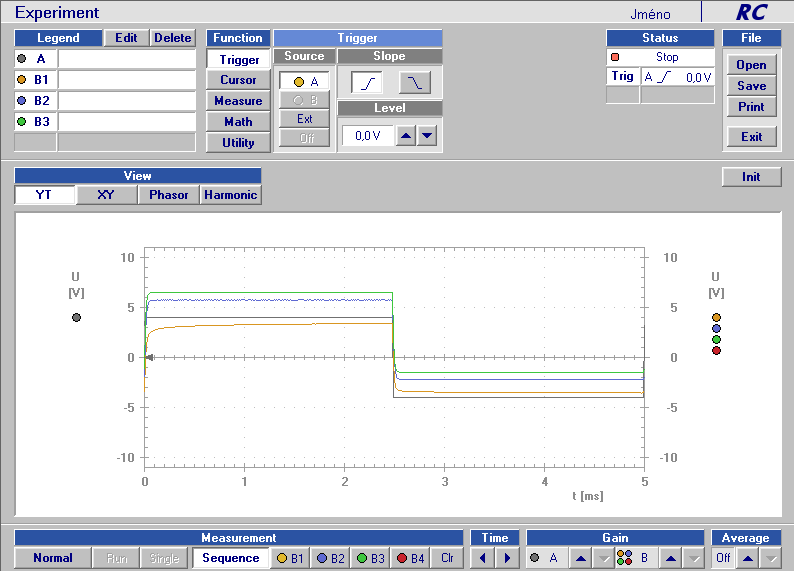 Experiment Jméno RC
Legend Edit Delete Function Trigger Status File
A Trigger Source Slope Stop Open
B1 Cursor A Trig A 0,0 V Save
B2 Measure B Level Print
B3 Math Ext 0,0 V
Utility Off Exit
View Init
YT XY Phasor Harmonic
10 10
U U
[V] [V]
5 5
0 0
-5 -5
-10 -10
0 1 2 3 4 5
t [ms]
Measurement Time Gain Average
Normal Run Single Sequence B1 B2 B3 B4 Clr A B Off